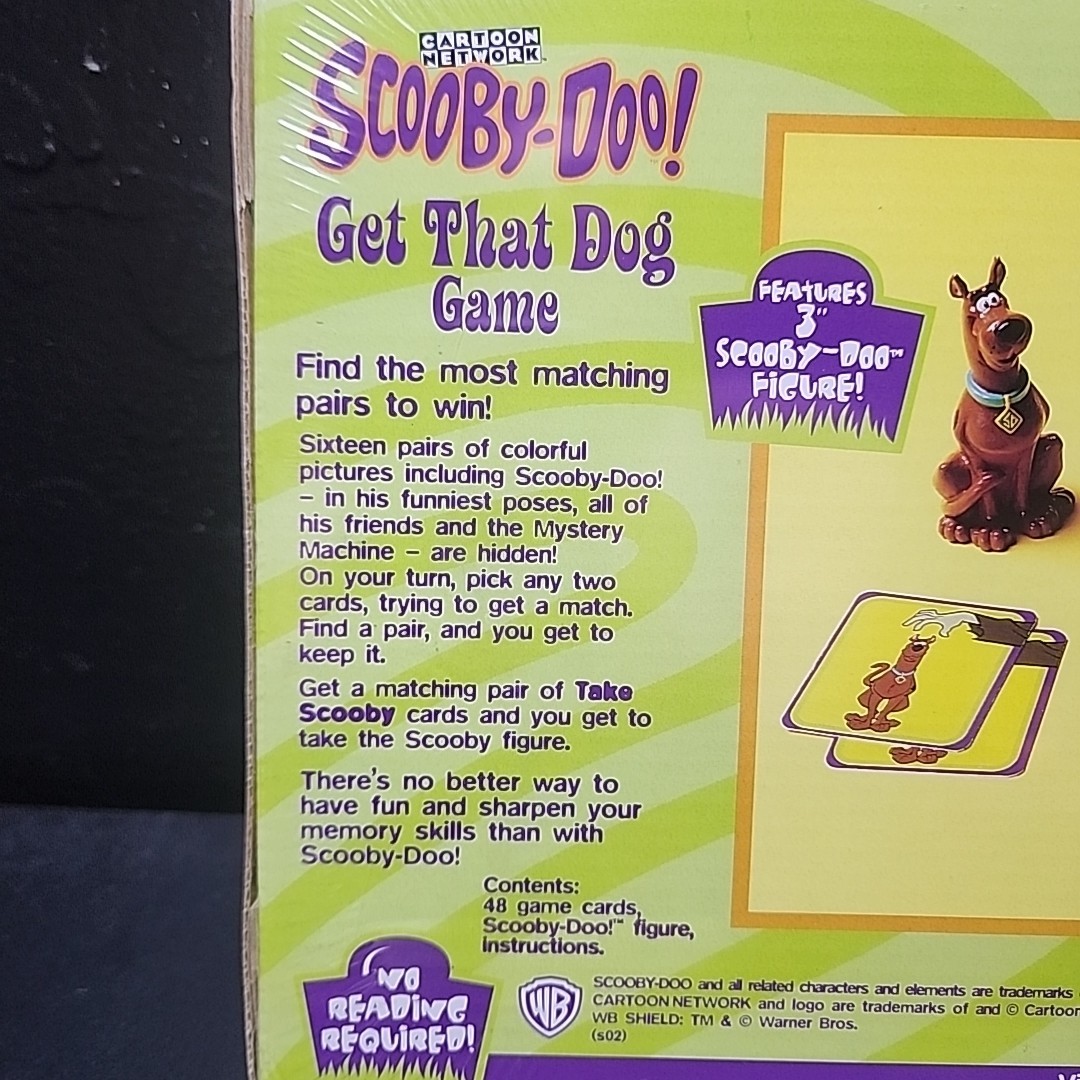 CARTOON
NETWORK
SCOOBY-DOO!
Get That Dog
Game
Find the most matching
pairs to win!
Sixteen pairs of colorful
pictures including Scooby-Doo!
– in his funniest poses, all of
his friends and the Mystery
Machine – are hidden!
On your turn, pick any two
cards, trying to get a match.
Find a pair, and you get to
keep it.
Get a matching pair of Take
Scooby cards and you get to
take the Scooby figure.
There's no better way to
have fun and sharpen your
memory skills than with
Scooby-Doo!
Contents:
48 game cards,
Scooby-Doo!™ figure,
instructions.
FEATURES
3"
SCOOBY-DOO™
FIGURE!
SD
NO
READING
REQUIRED!
WB
SCOOBY-DOO and all related characters and elements are trademarks
CARTOON NETWORK and logo are trademarks of and © Cartoon
WB SHIELD: TM & © Warner Bros.
(s02)